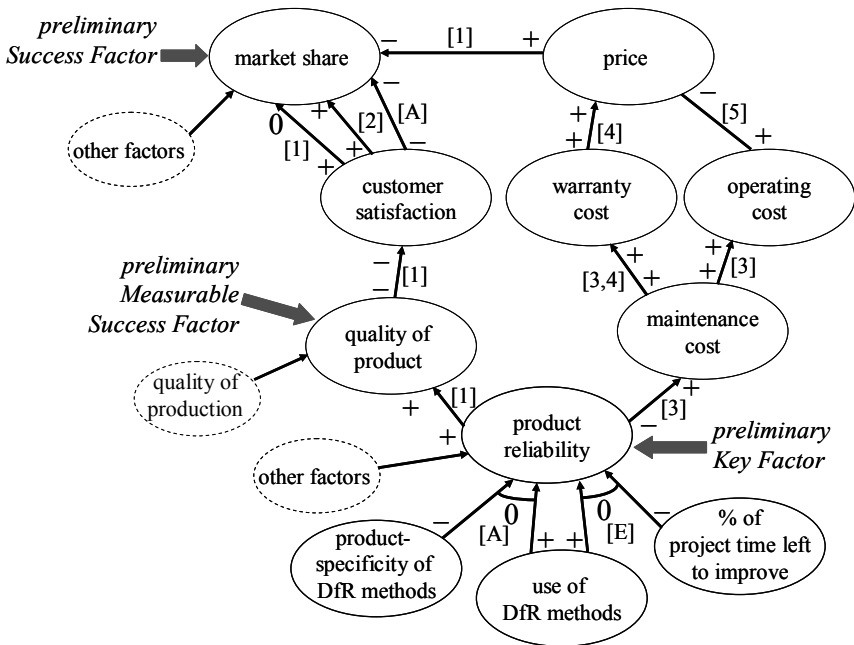 preliminary
Success Factor
market share
−
[1]
+
price
other factors
0
+
−
[1]
[2]
[A]
+
+
−
customer
satisfaction
+
+
[4]
−
[5]
+
warranty
cost
operating
cost
preliminary
Measurable
Success Factor
−
−
[1]
+
+
[3,4]
+
+
[3]
quality of
product
maintenance
cost
quality of
production
+
[1]
+
+
[3]
−
product
reliability
preliminary
Key Factor
other factors
−
0
[A]
+
+
0
[E]
−
product-
specificity of
DfR methods
use of
DfR methods
% of
project time left
to improve